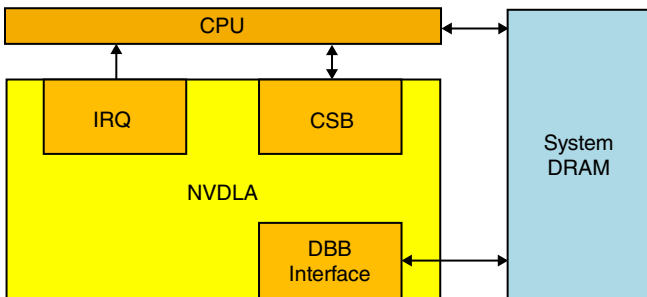 CPU
IRQ
CSB
System
DRAM
NVDLA
DBB
Interface